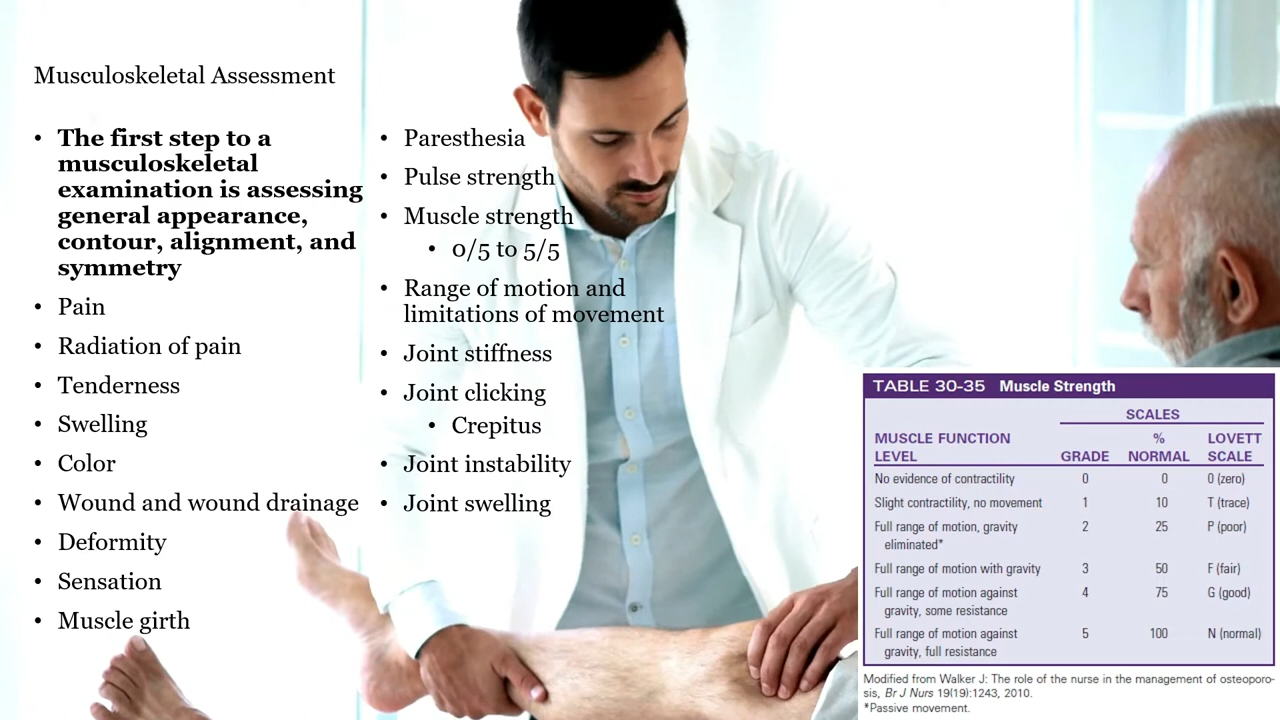 Musculoskeletal Assessment
• The first step to a
musculoskeletal
examination is assessing
general appearance,
contour, alignment, and
symmetry
• Pain
• Radiation of pain
• Tenderness
• Swelling
• Color
• Wound and wound drainage
• Deformity
• Sensation
• Muscle girth
• Paresthesia
• Pulse strength
• Muscle strength
• 0/5 to 5/5
• Range of motion and
limitations of movement
• Joint stiffness
• Joint clicking
• Crepitus
• Joint instability
• Joint swelling
TABLE 30-35 Muscle Strength
SCALES
MUSCLE FUNCTION % LOVETT
LEVEL GRADE NORMAL SCALE
No evidence of contractility 0 0 0 (zero)
Slight contractility, no movement 1 10 T (trace)
Full range of motion, gravity 2 25 P (poor)
eliminated*
Full range of motion with gravity 3 50 F (fair)
Full range of motion against 4 75 G (good)
gravity, some resistance
Full range of motion against 5 100 N (normal)
gravity, full resistance
Modified from Walker J: The role of the nurse in the management of osteoporo-
sis, Br J Nurs 19(19):1243, 2010.
*Passive movement.